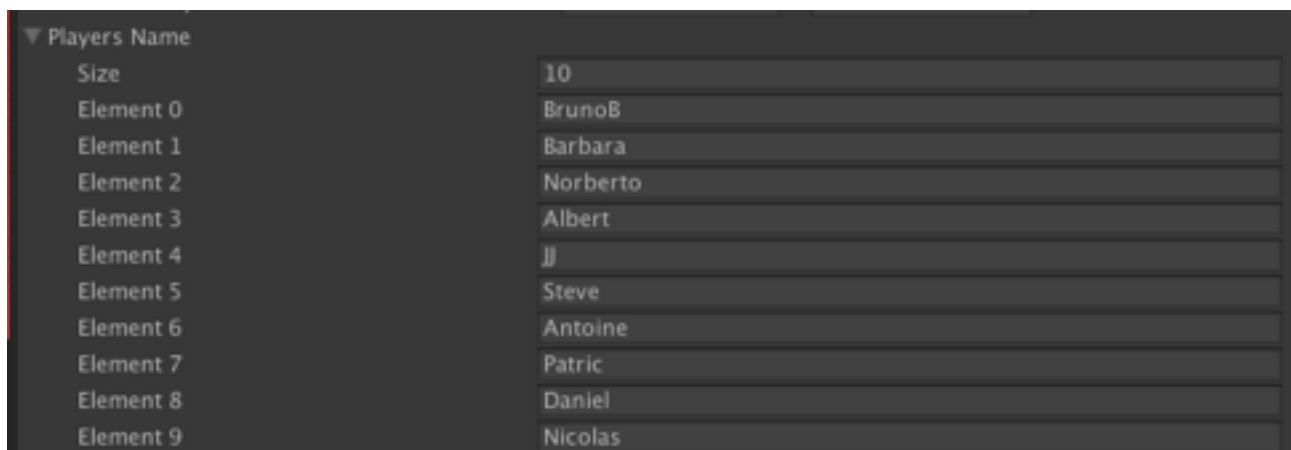 Players Name
Size 10
Element 0 BrunoB
Element 1 Barbara
Element 2 Norberto
Element 3 Albert
Element 4 JJ
Element 5 Steve
Element 6 Antoine
Element 7 Patric
Element 8 Daniel
Element 9 Nicolas